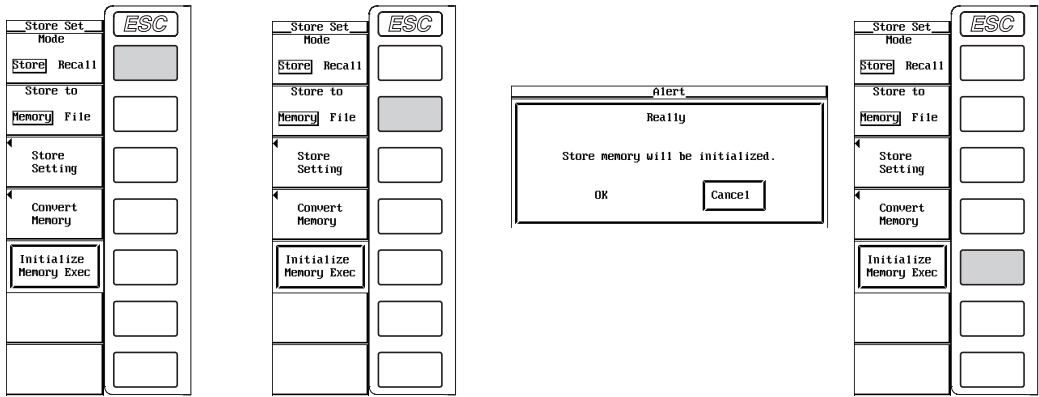 Store Set
ESC
Mode
Store Recall
Store to
Memory File
Store
Setting
Convert
Memory
Initialize
Memory Exec
Store Set
ESC
Mode
Store Recall
Store to
Memory File
Store
Setting
Convert
Memory
Initialize
Memory Exec
Alert
Really
Store memory will be initialized.
OK Cancel
Store Set
ESC
Mode
Store Recall
Store to
Memory File
Store
Setting
Convert
Memory
Initialize
Memory Exec